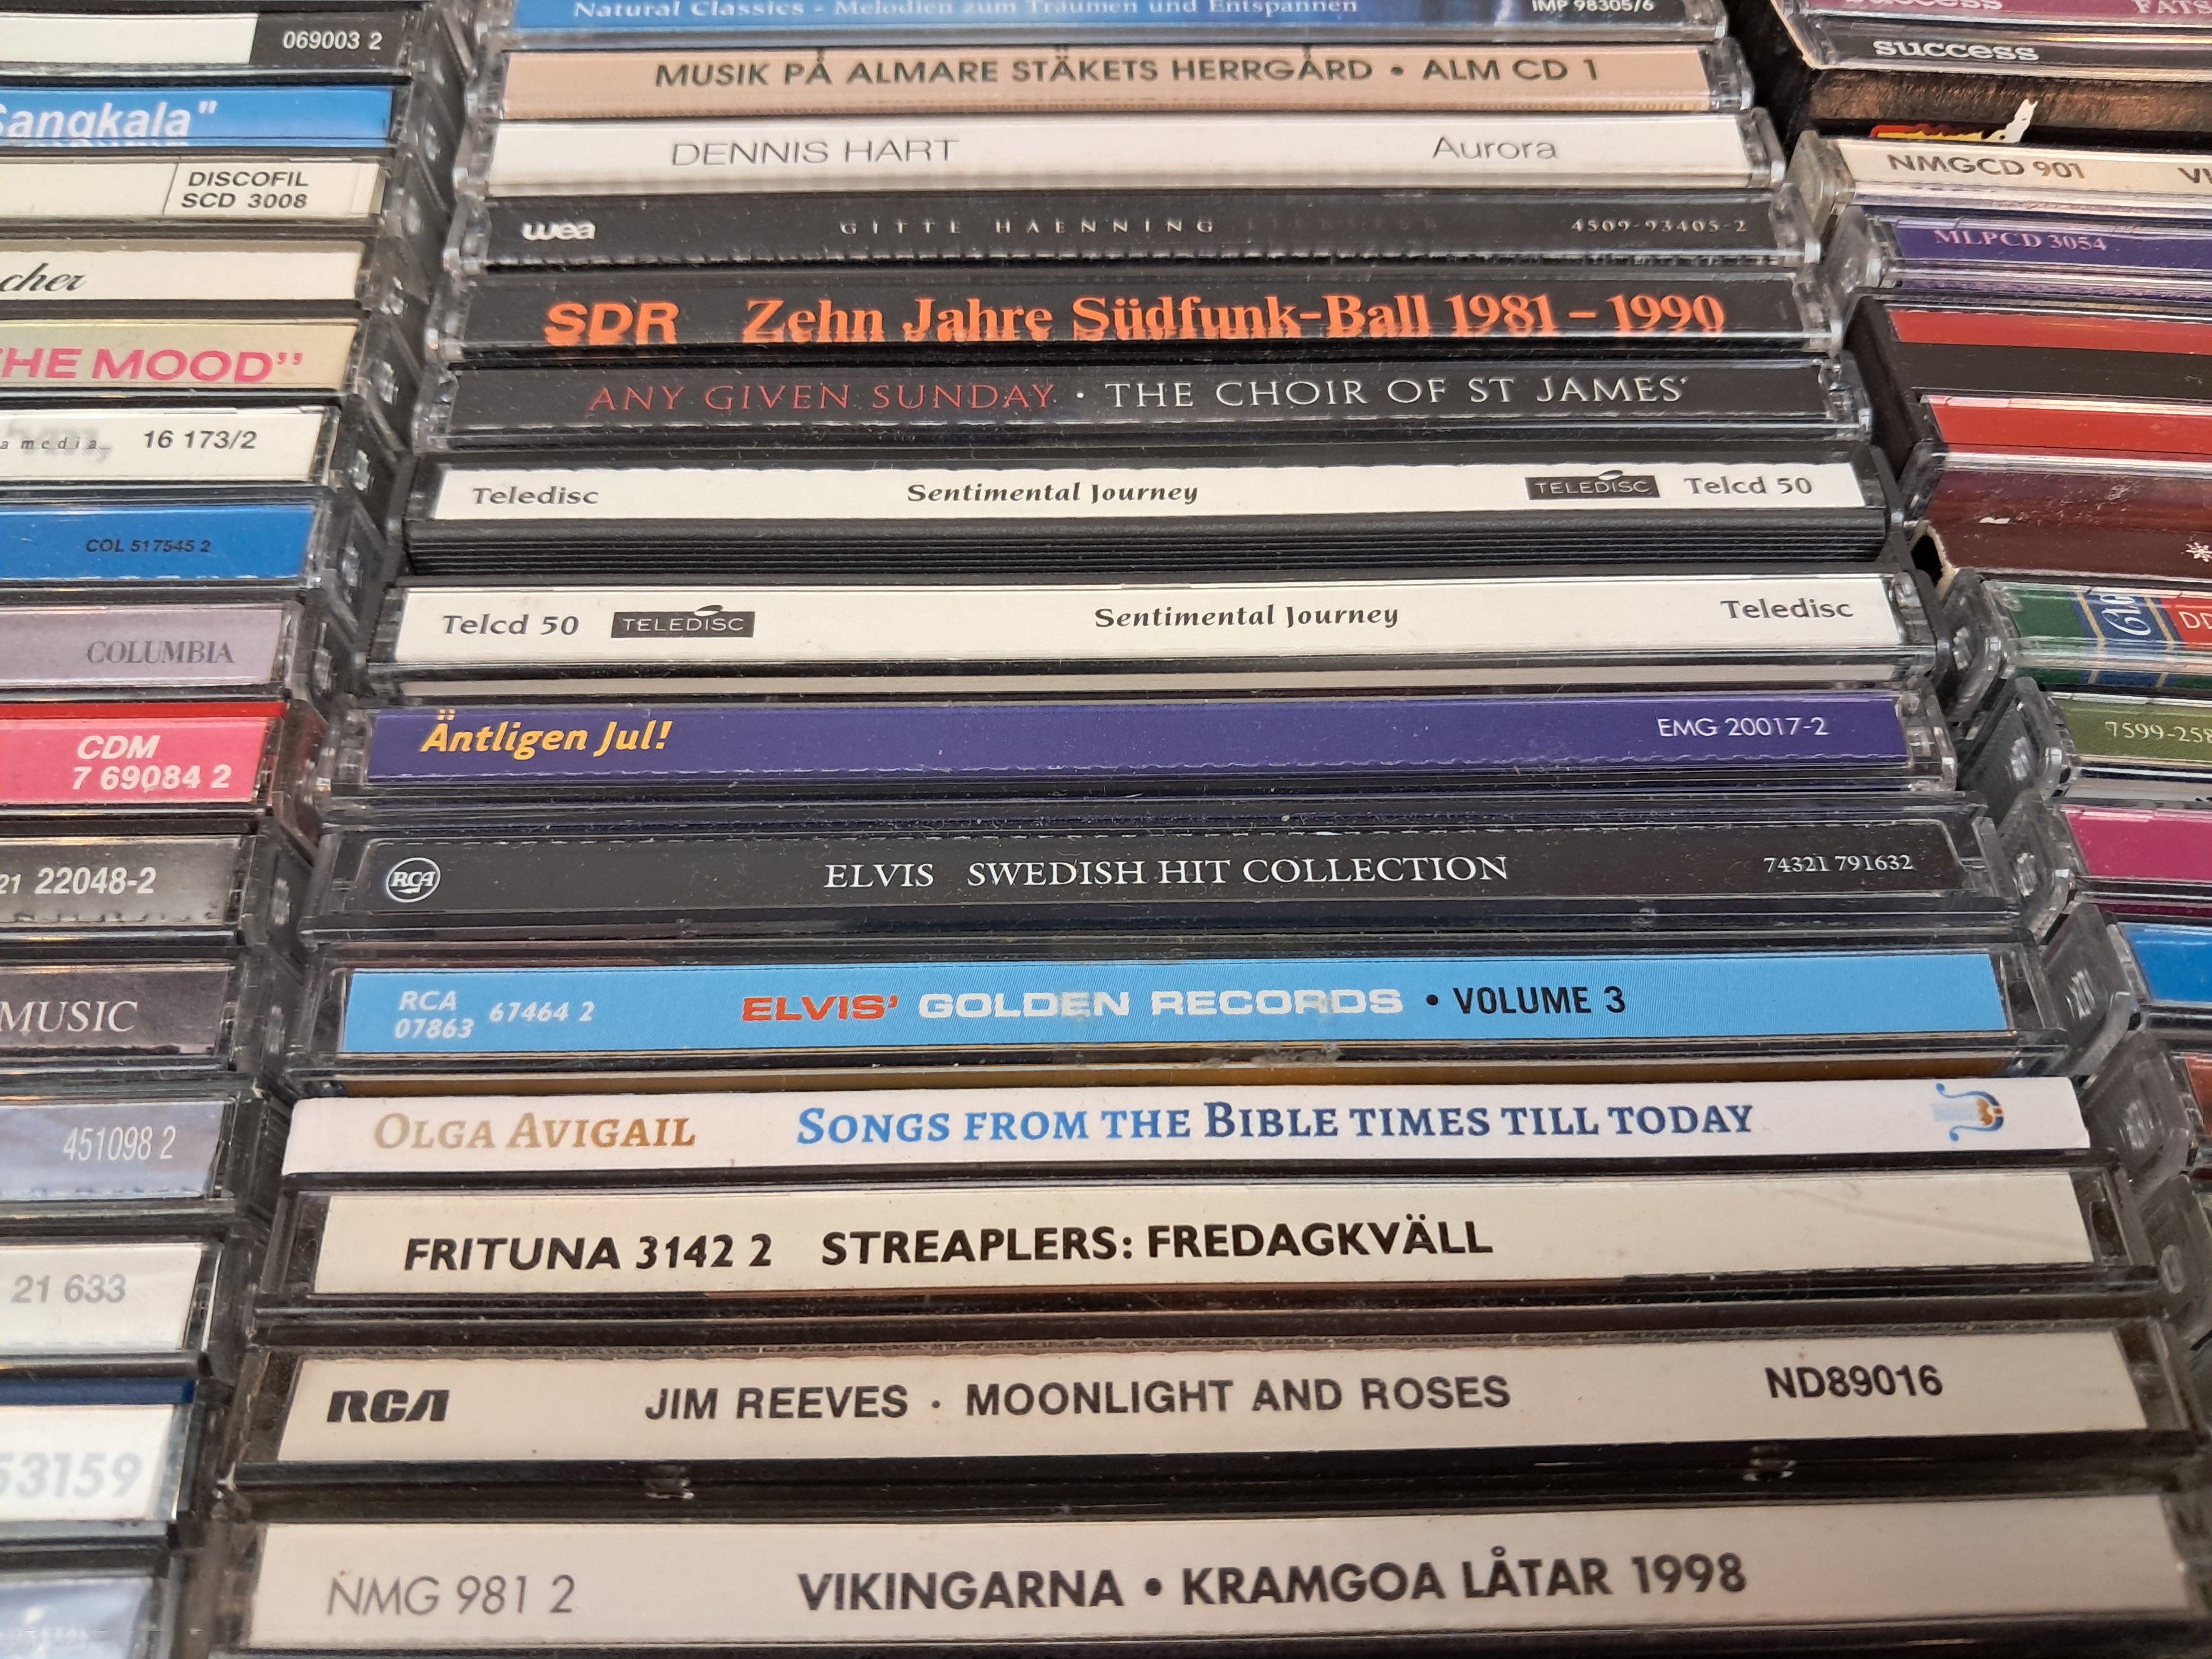 069003 2
Sangkala"
DISCOFIL
SCD 3008
cher
HE MOOD"
media 16 173/2
COL 517545 2
COLUMBIA
CDM
7 69084 2
21 22048-2
MUSIC
451098 2
21 633
53159
Natural Classics - Melodien zum Träumen und Entspannen IMP 98305/6
MUSIK PÅ ALMARE STÄKETS HERRGÅRD • ALM CD 1
DENNIS HART Aurora
wea GITTE HAENNING 4509-93405-2
SDR Zehn Jahre Südfunk-Ball 1981 – 1990
ANY GIVEN SUNDAY · THE CHOIR OF ST JAMES'
Teledisc Sentimental Journey TELEDISC Telcd 50
Telcd 50 TELEDISC Sentimental Journey Teledisc
Äntligen Jul! EMG 20017-2
RCA ELVIS SWEDISH HIT COLLECTION 74321 791632
RCA
07863 67464 2 ELVIS' GOLDEN RECORDS • VOLUME 3
OLGA AVIGAIL SONGS FROM THE BIBLE TIMES TILL TODAY
FRITUNA 3142 2 STREAPLERS: FREDAGKVÄLL
RCA JIM REEVES · MOONLIGHT AND ROSES ND89016
NMG 981 2 VIKINGARNA • KRAMGOA LÅTAR 1998
success FATS
success
NMGCD 901 VI
MLPCD 3054
DD
7599-258